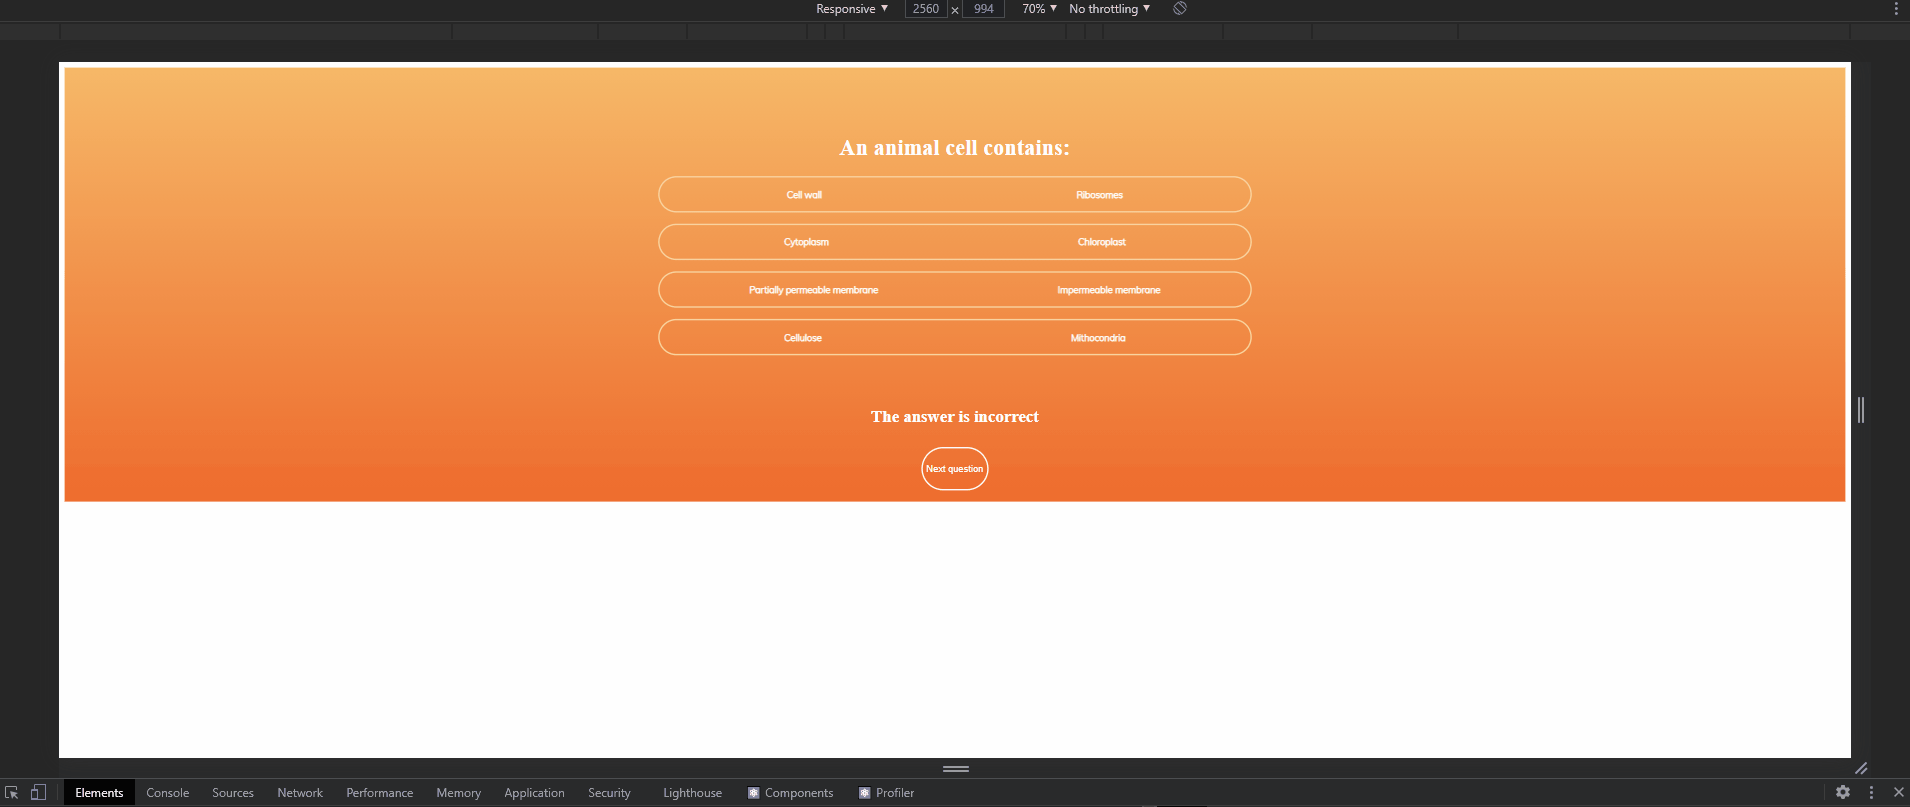 Responsive ▼ 2560 × 994 70% ▼ No throttling ▼
An animal cell contains:
Cell wall Ribosomes
Cytoplasm Chloroplast
Partially permeable membrane Impermeable membrane
Cellulose Mithocondria
The answer is incorrect
Next question
Elements Console Sources Network Performance Memory Application Security Lighthouse Components Profiler